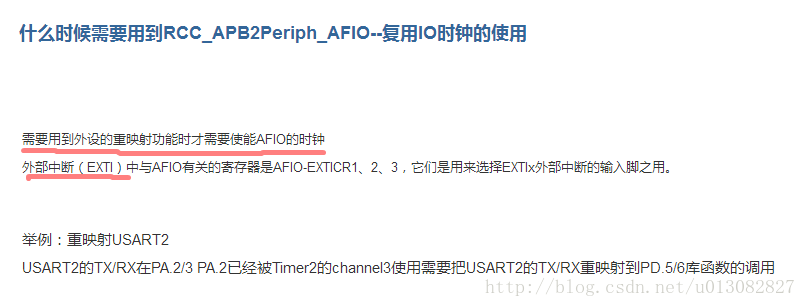 什么时候需要用到RCC_APB2Periph_AFIO--复用IO时钟的使用
需要用到外设的重映射功能时才需要使能AFIO的时钟
外部中断（EXTI）中与AFIO有关的寄存器是AFIO-EXTICR1、2、3，它们是用来选择EXTIx外部中断的输入脚之用。
举例：重映射USART2
USART2的TX/RX在PA.2/3 PA.2已经被Timer2的channel3使用需要把USART2的TX/RX重映射到PD.5/6库函数的调用
http://blog.csdn.net/u013082827